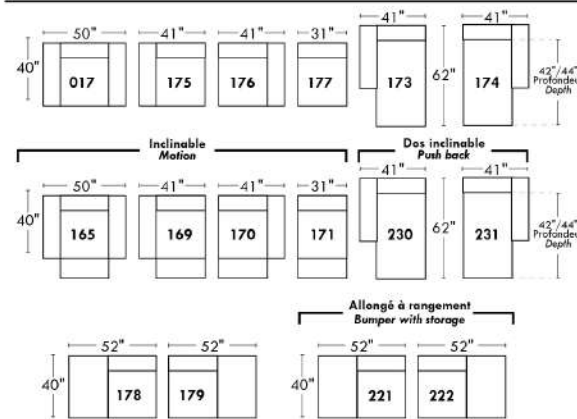 50" 41" 41" 31" 41" 41"
40" 017 175 176 177 173 62" 174 42"/44"
Profondeur
Depth
Inclinable
Motion
Dos inclinable
Push back
50" 41" 41" 31" 41" 41"
40" 165 169 170 171 230 62" 231 42"/44"
Profondeur
Depth
Allongé à rangement
Bumper with storage
52" 52" 52" 52"
40" 178 179 40" 221 222